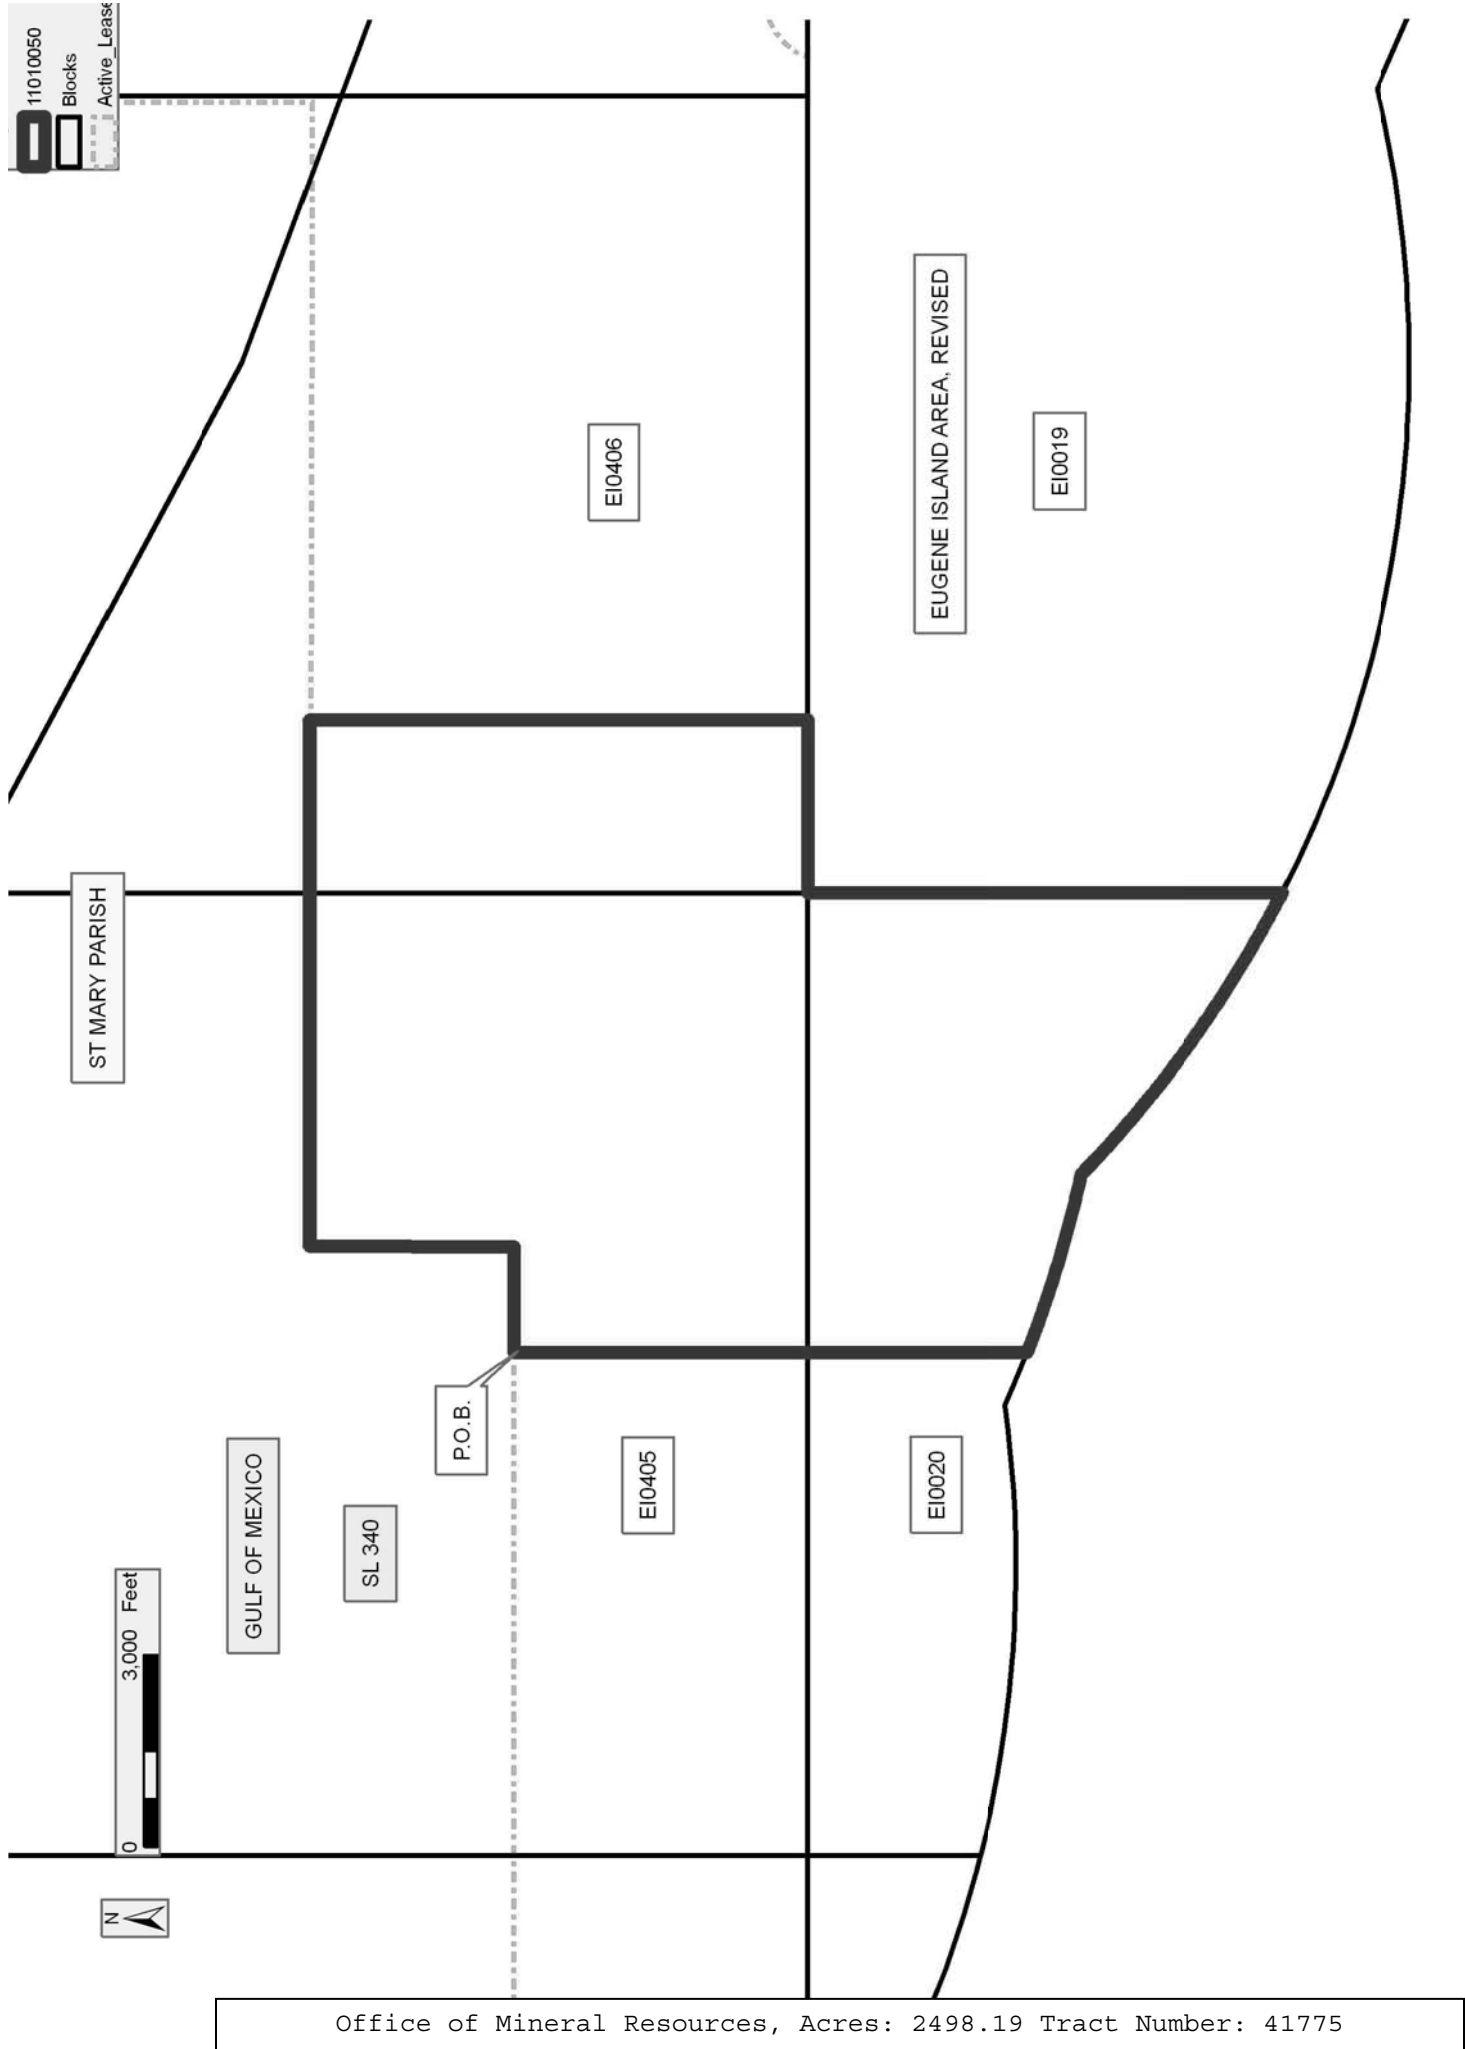 11010050
Blocks
Active_Lease
ST MARY PARISH
GULF OF MEXICO
SL 340
P.O.B.
EI0406
EI0405
EUGENE ISLAND AREA, REVISED
EI0019
EI0020
0 3,000 Feet
N
Office of Mineral Resources, Acres: 2498.19 Tract Number: 41775